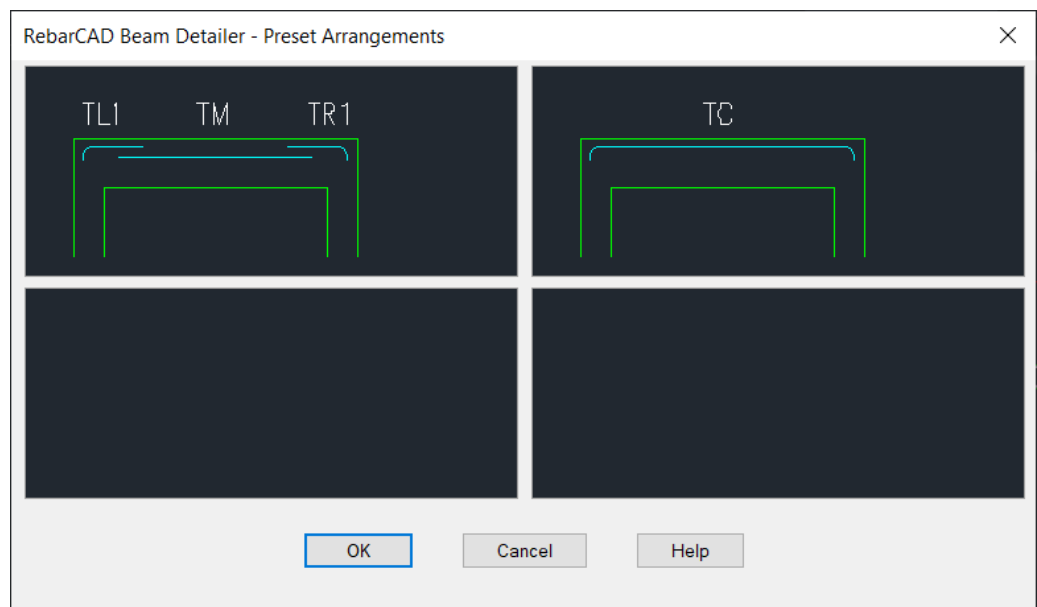 RebarCAD Beam Detailer - Preset Arrangements
TL1 TM TR1
TC
OK Cancel Help